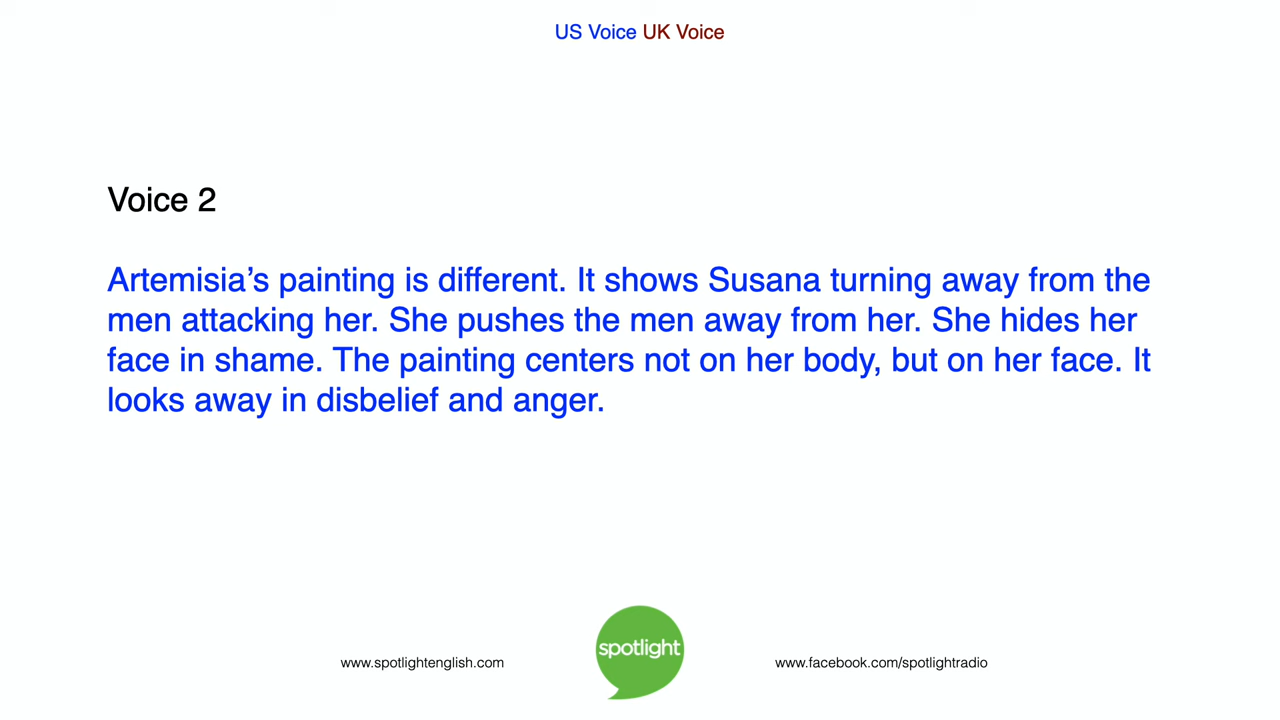 US Voice UK Voice
Voice 2
Artemisia’s painting is different. It shows Susana turning away from the
men attacking her. She pushes the men away from her. She hides her
face in shame. The painting centers not on her body, but on her face. It
looks away in disbelief and anger.
www.spotlightenglish.com
spotlight
www.facebook.com/spotlightradio